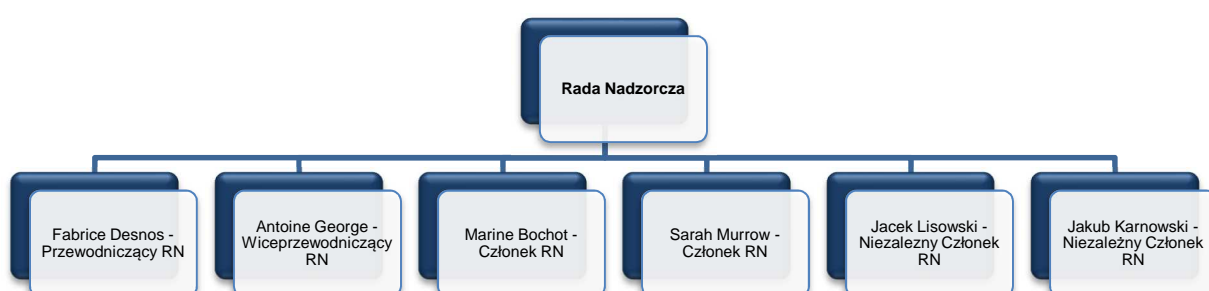 Rada Nadzorcza
Fabrice Desnos -
Przewodniczący RN
Antoine George -
Wiceprzewodniczący
RN
Marine Bochot -
Członek RN
Sarah Murrow -
Członek RN
Jacek Lisowski -
Niezalezny Członek
RN
Jakub Karnowski -
Niezależny Członek
RN